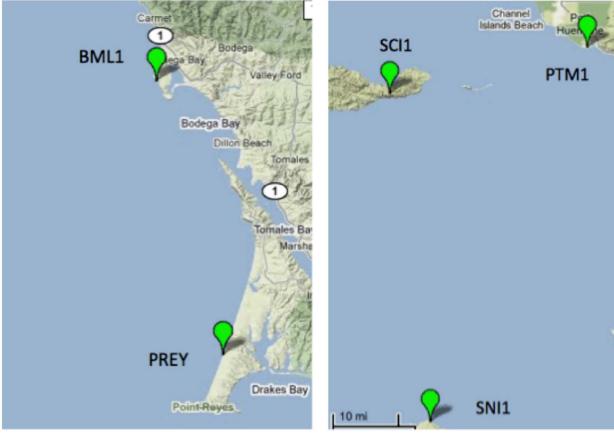 Carmet
1
BML1
Bodega
Bay
Valley Ford
Bodega Bay
Dillon Beach
Tomales
1
Tomales Bay
Marsha
PREY
Drakes Bay
Point Reyes
Channel
Islands Beach
SCI1
PTM1
10 mi
SNI1